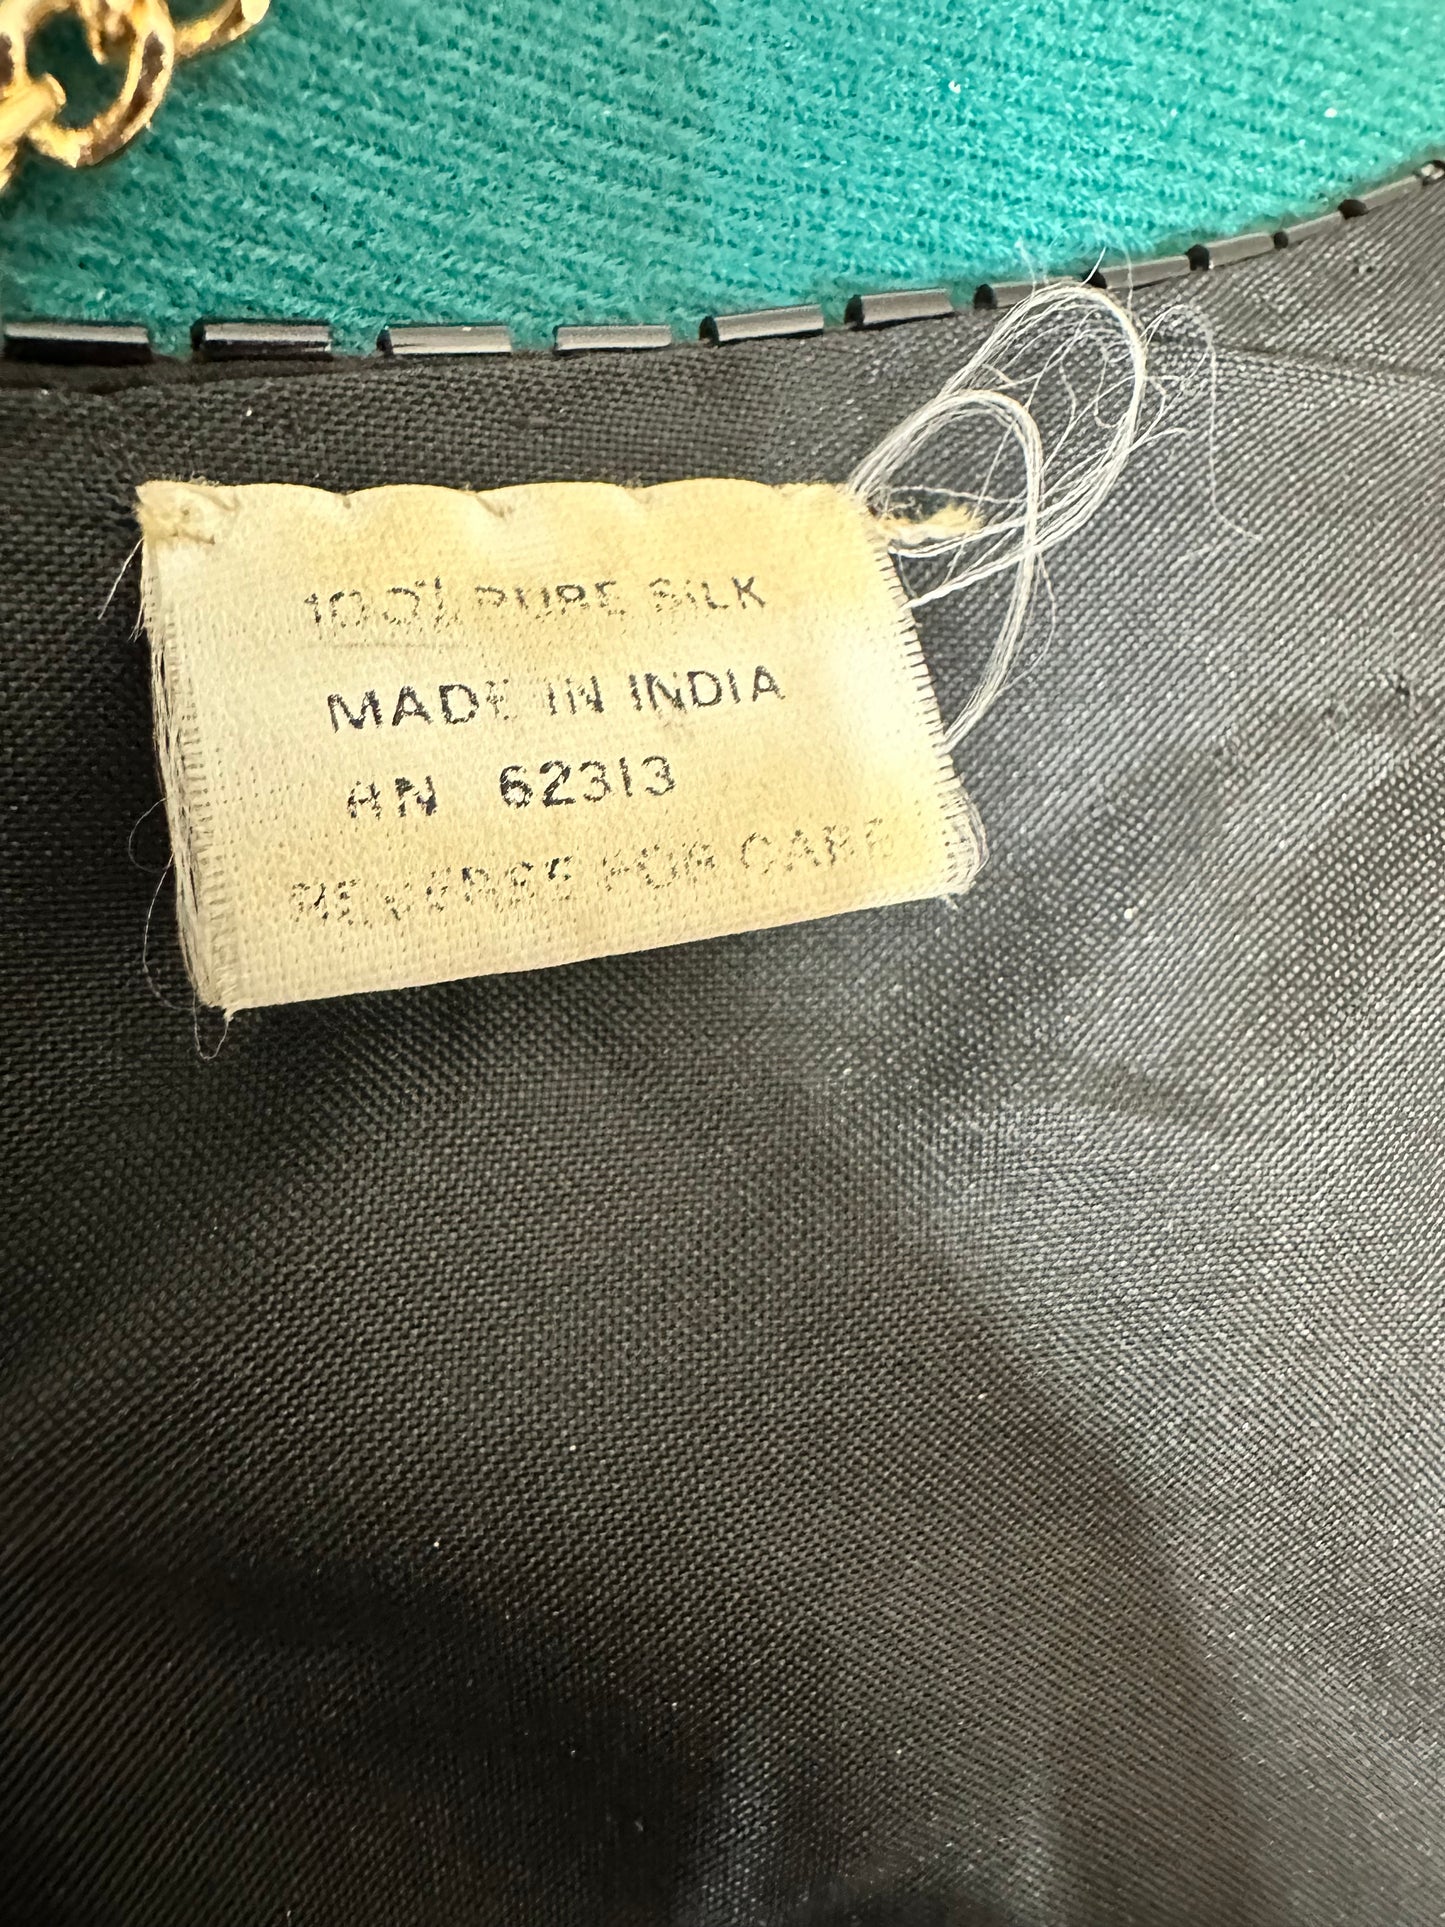 100% PURE SILK
MADE IN INDIA
RN 62313
REVERSE FOR CARE